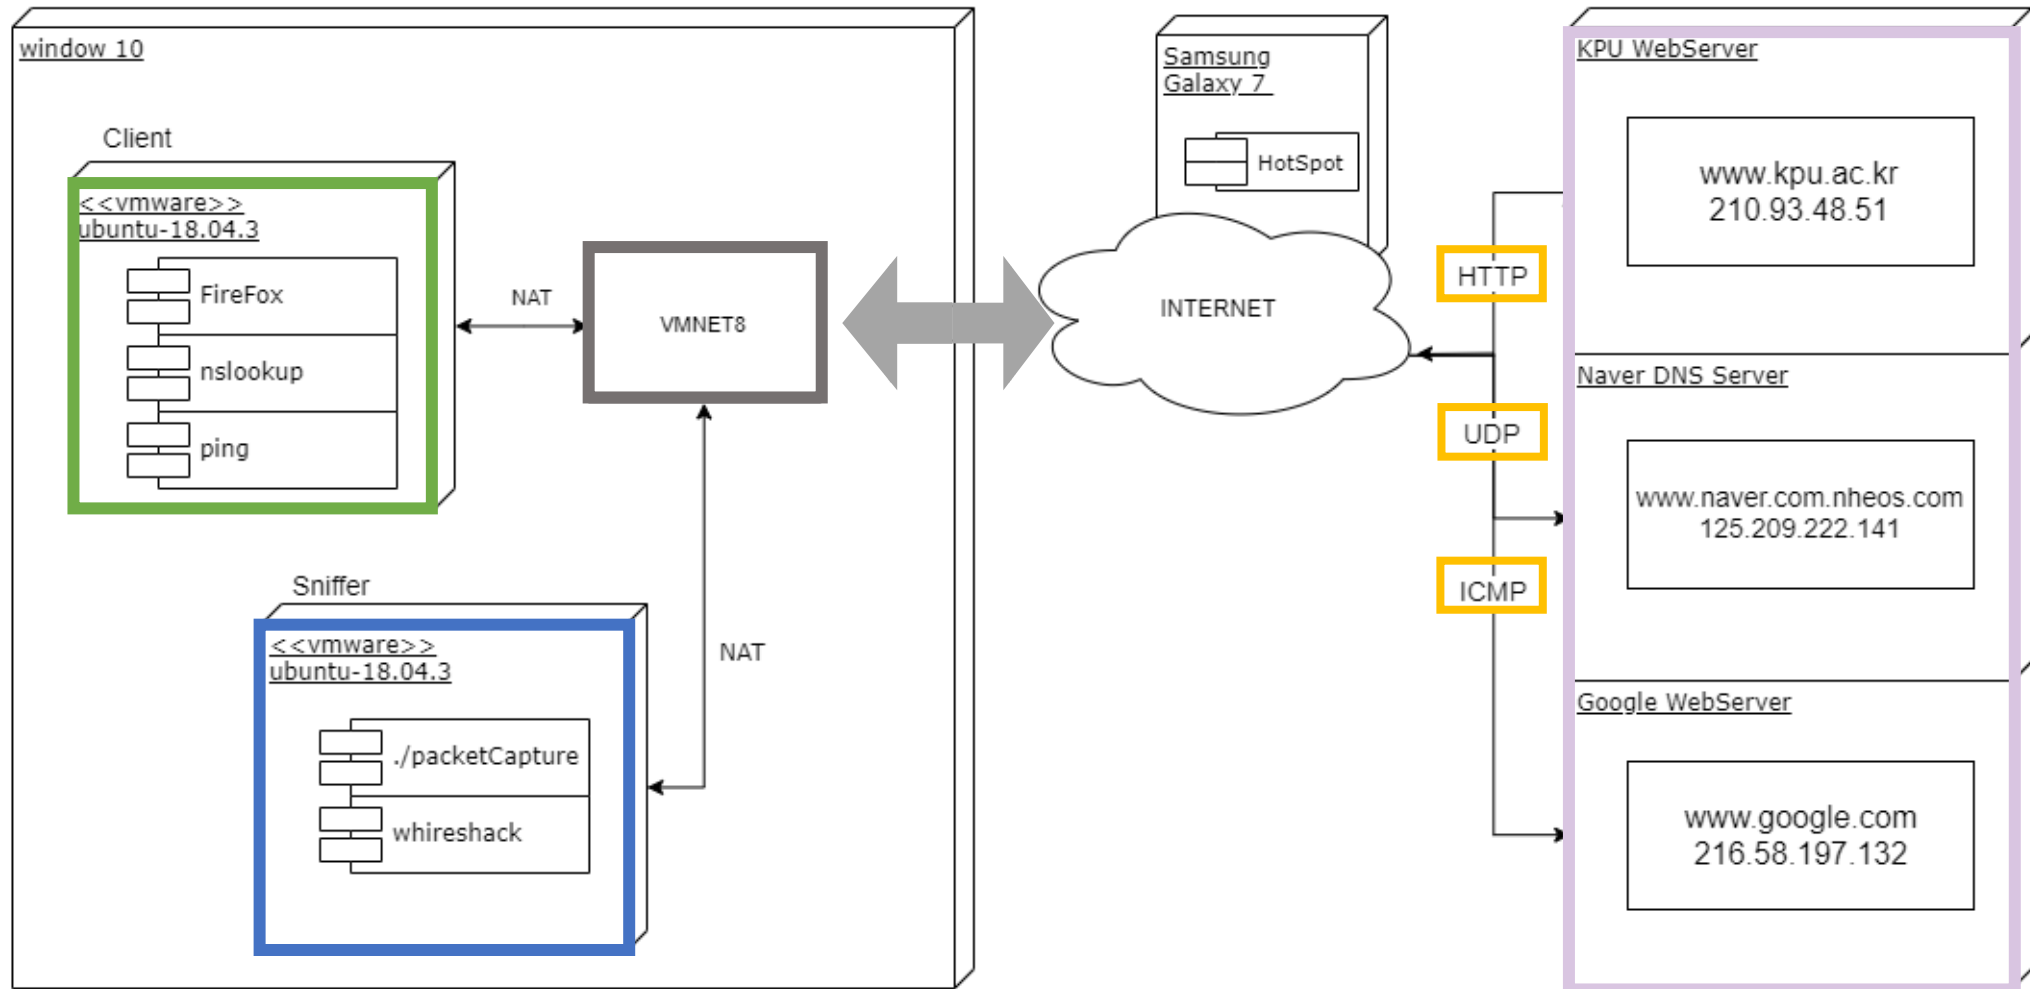 window 10
Client
<<vmware>>
ubuntu-18.04.3
FireFox
nslookup
ping
NAT
VMNET8
Sniffer
<<vmware>>
ubuntu-18.04.3
./packetCapture
whireshack
NAT
Samsung
Galaxy 7
HotSpot
INTERNET
HTTP
UDP
ICMP
KPU WebServer
www.kpu.ac.kr
210.93.48.51
Naver DNS Server
www.naver.com.nheos.com
125.209.222.141
Google WebServer
www.google.com
216.58.197.132